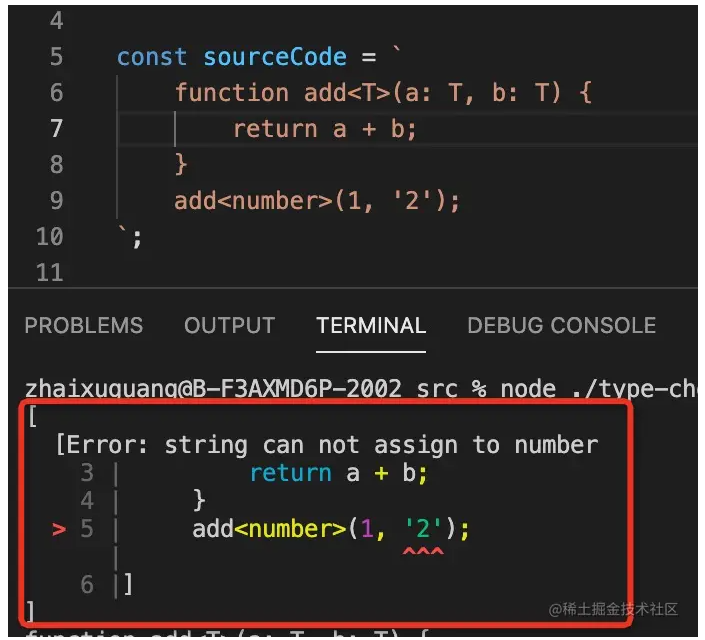 4
5 const sourceCode = `
6 function add<T>(a: T, b: T) {
7 return a + b;
8 }
9 add<number>(1, '2');
10 `;
11
PROBLEMS OUTPUT TERMINAL DEBUG CONSOLE
zhaixuguang@B-F3AXMD6P-2002 src % node ./type-che
[
[Error: string can not assign to number
3 | return a + b;
4 | }
> 5 | add<number>(1, '2');
| ^^^
6 |]
]
function add<T>(a: T, b: T) {
@稀土掘金技术社区